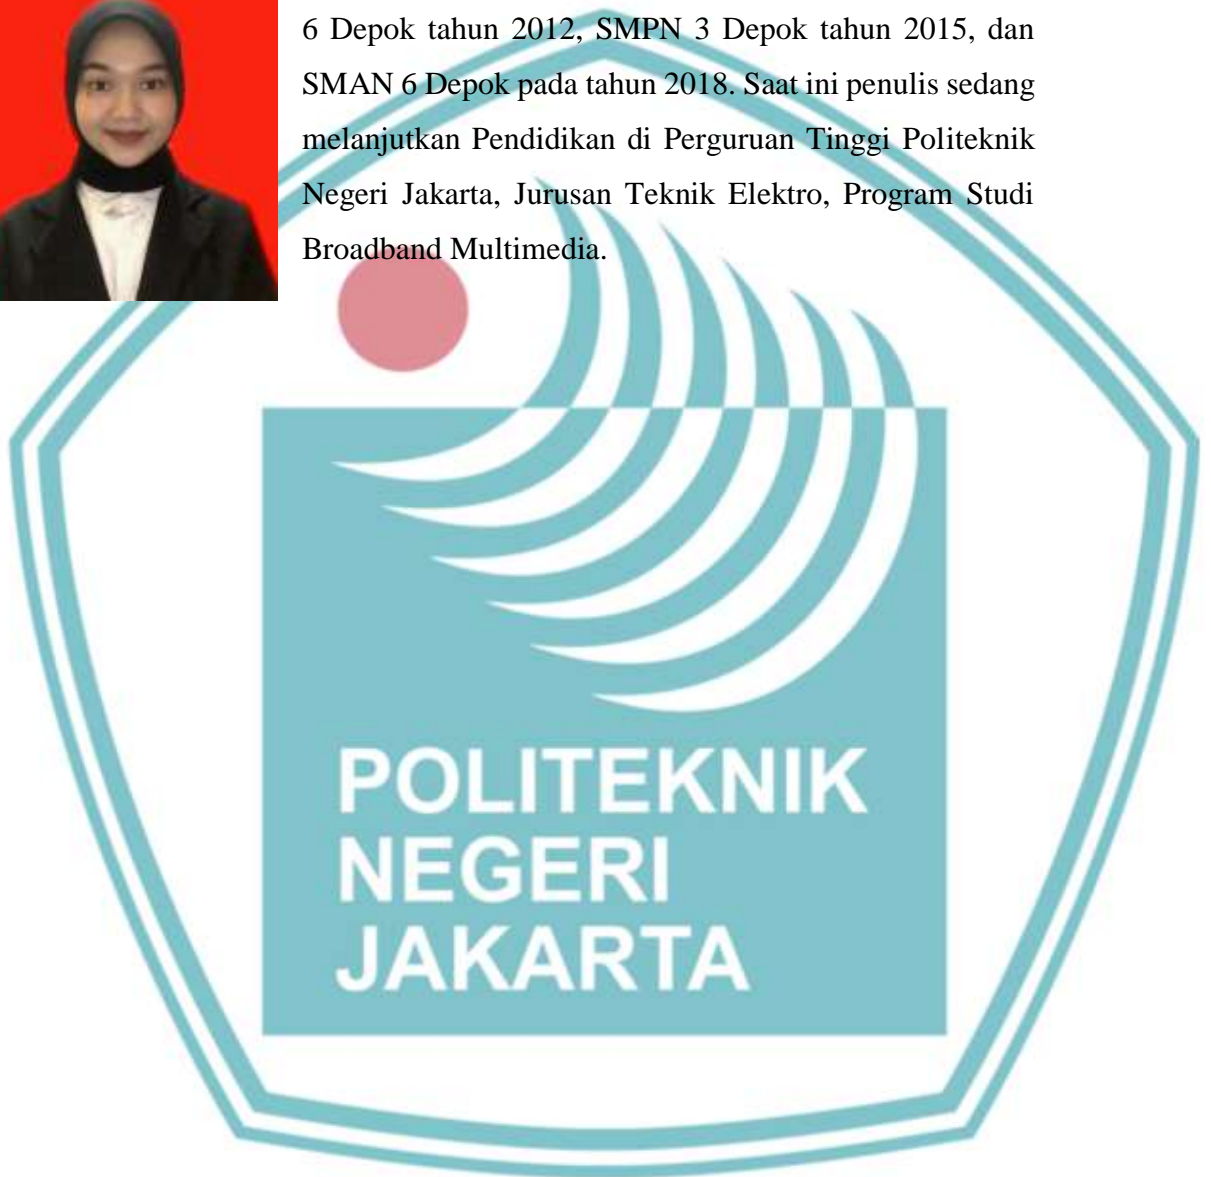 6 Depok tahun 2012, SMPN 3 Depok tahun 2015, dan
SMAN 6 Depok pada tahun 2018. Saat ini penulis sedang
melanjutkan Pendidikan di Perguruan Tinggi Politeknik
Negeri Jakarta, Jurusan Teknik Elektro, Program Studi
Broadband Multimedia.
POLITEKNIK
NEGERI
JAKARTA